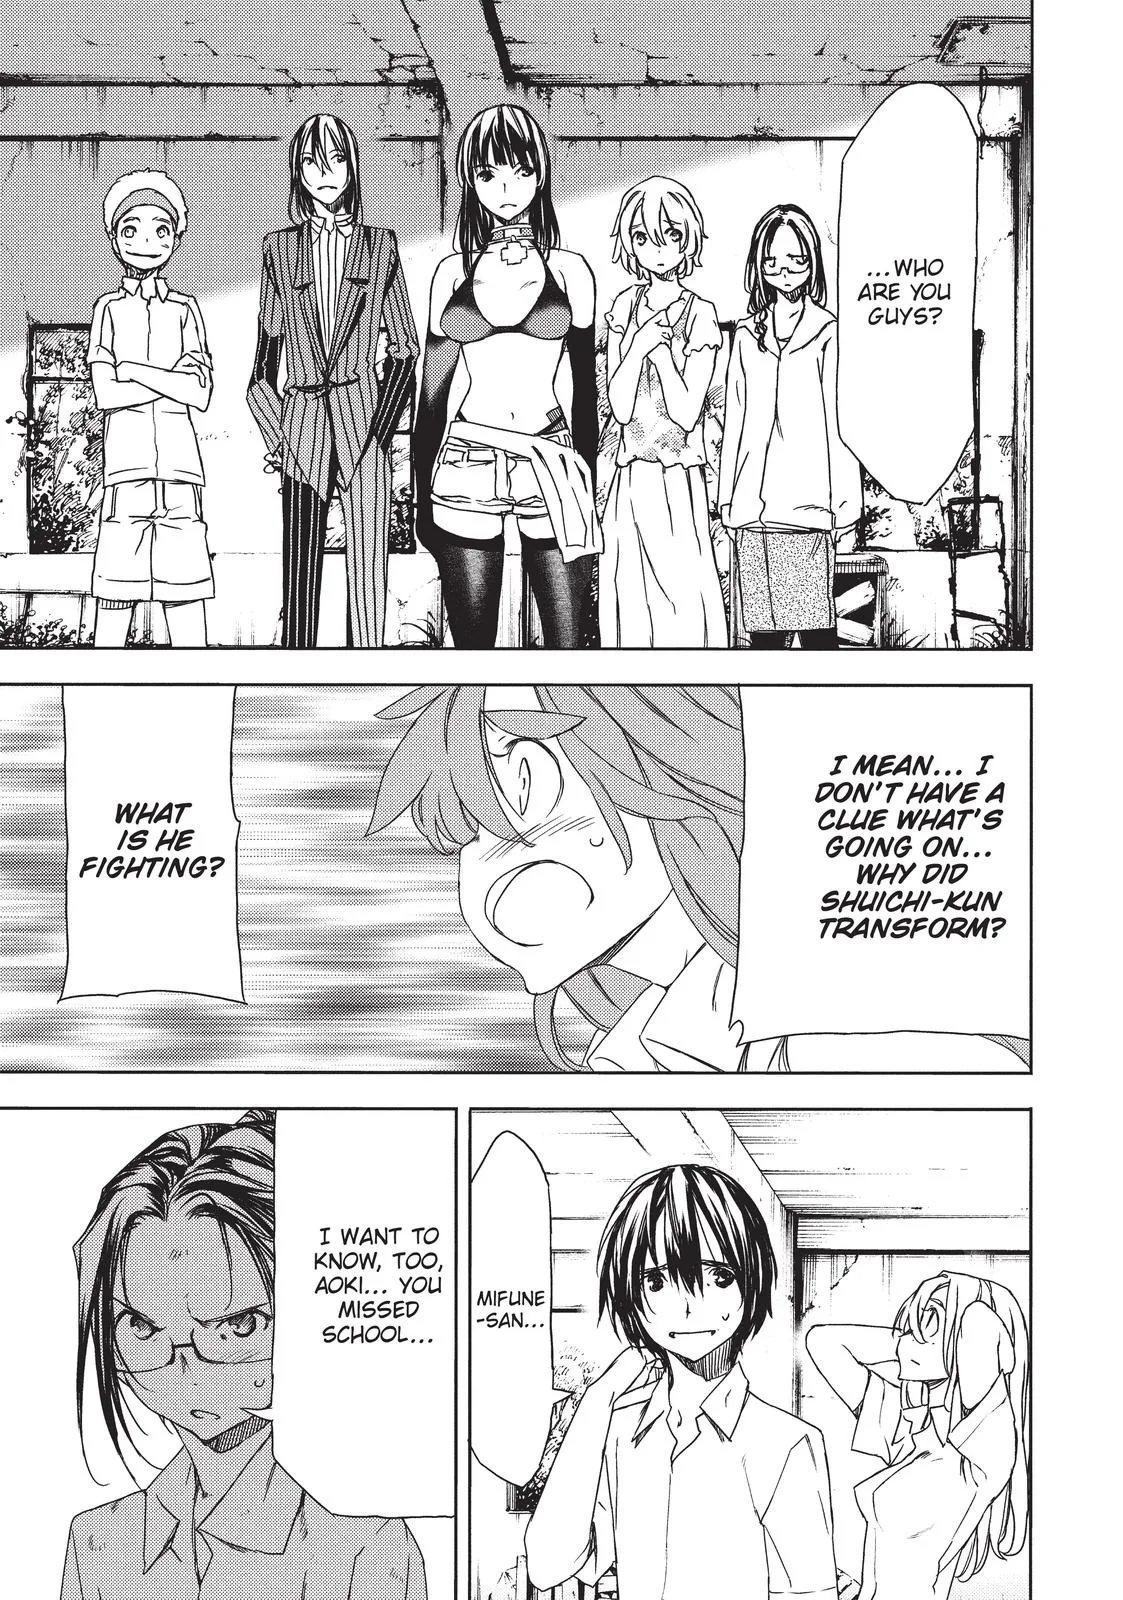 ...WHO
ARE YOU
GUYS?
I MEAN... I
DON'T HAVE A
CLUE WHAT'S
GOING ON...
WHY DID
SHUICHI-KUN
TRANSFORM?
WHAT
IS HE
FIGHTING?
MIFUNE
-SAN...
I WANT TO
KNOW, TOO,
AOKI... YOU
MISSED
SCHOOL...